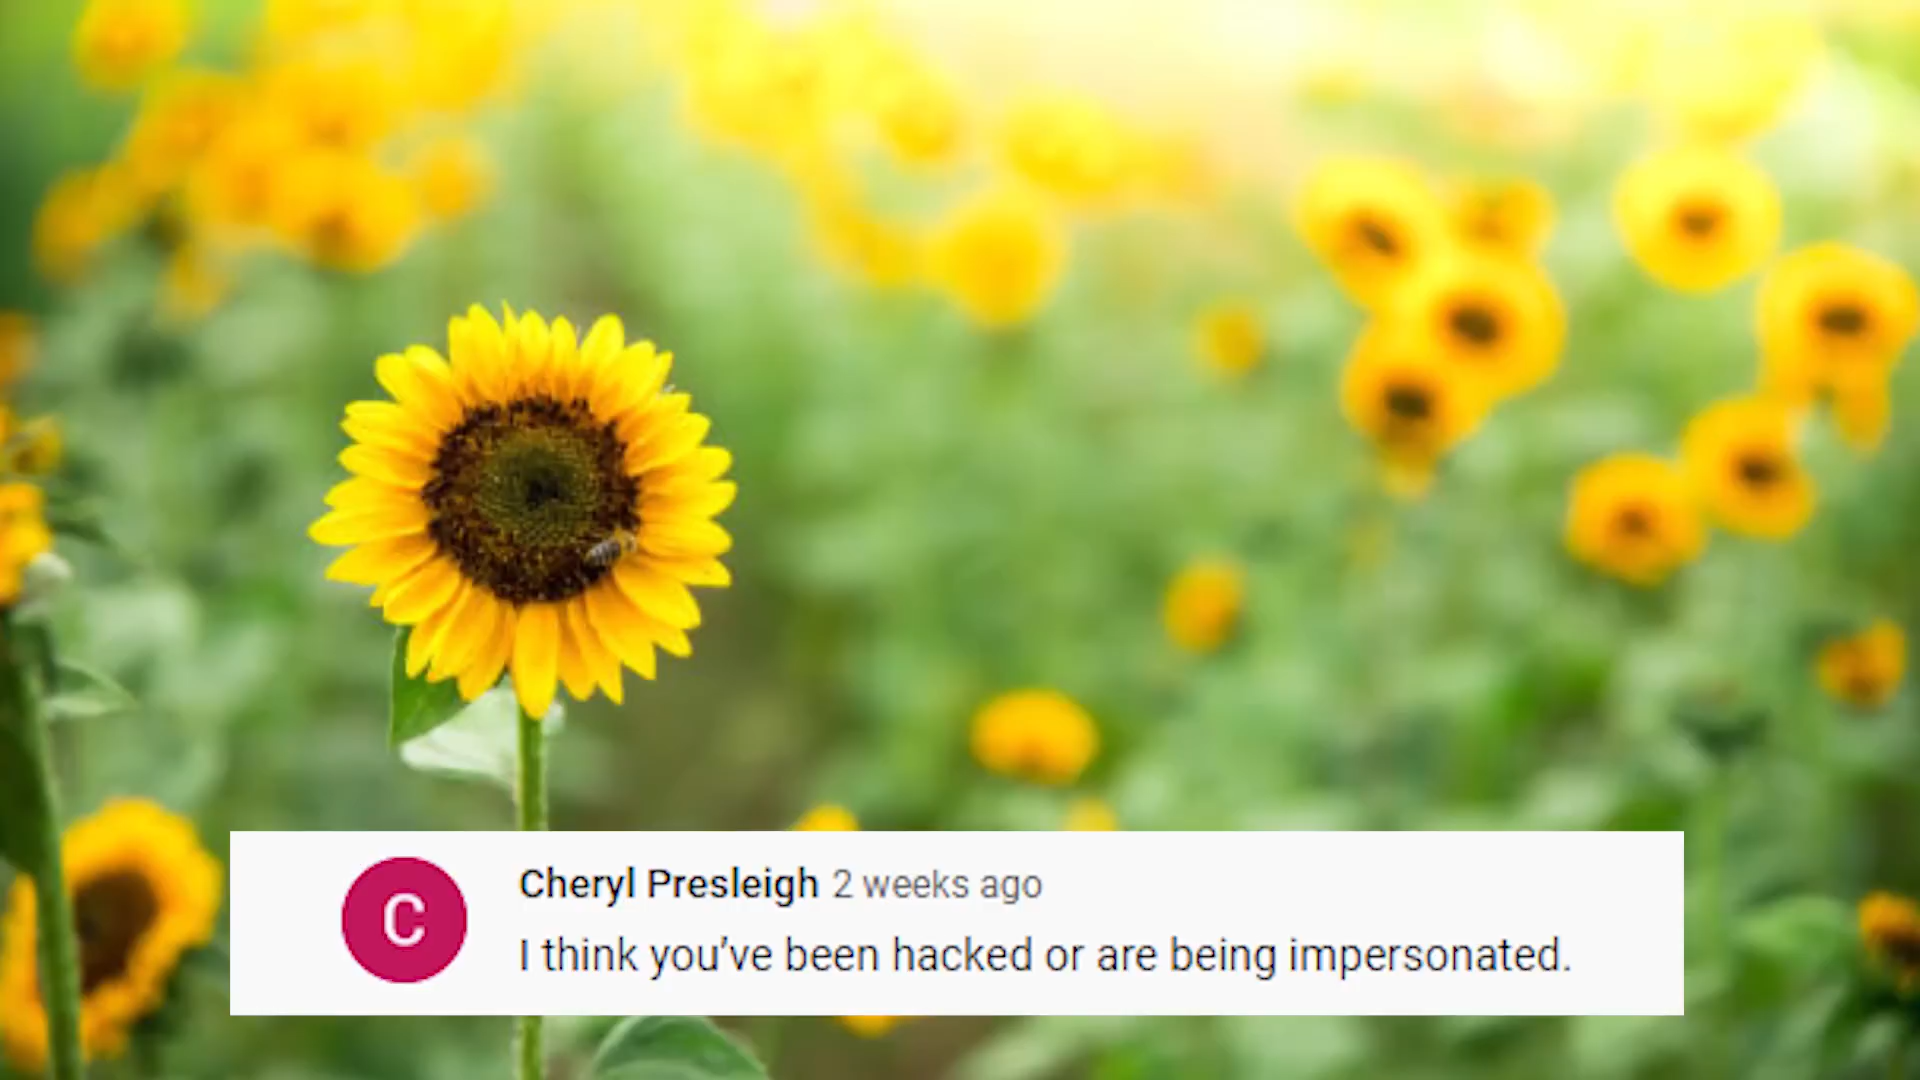 C
Cheryl Presleigh 2 weeks ago
I think you’ve been hacked or are being impersonated.